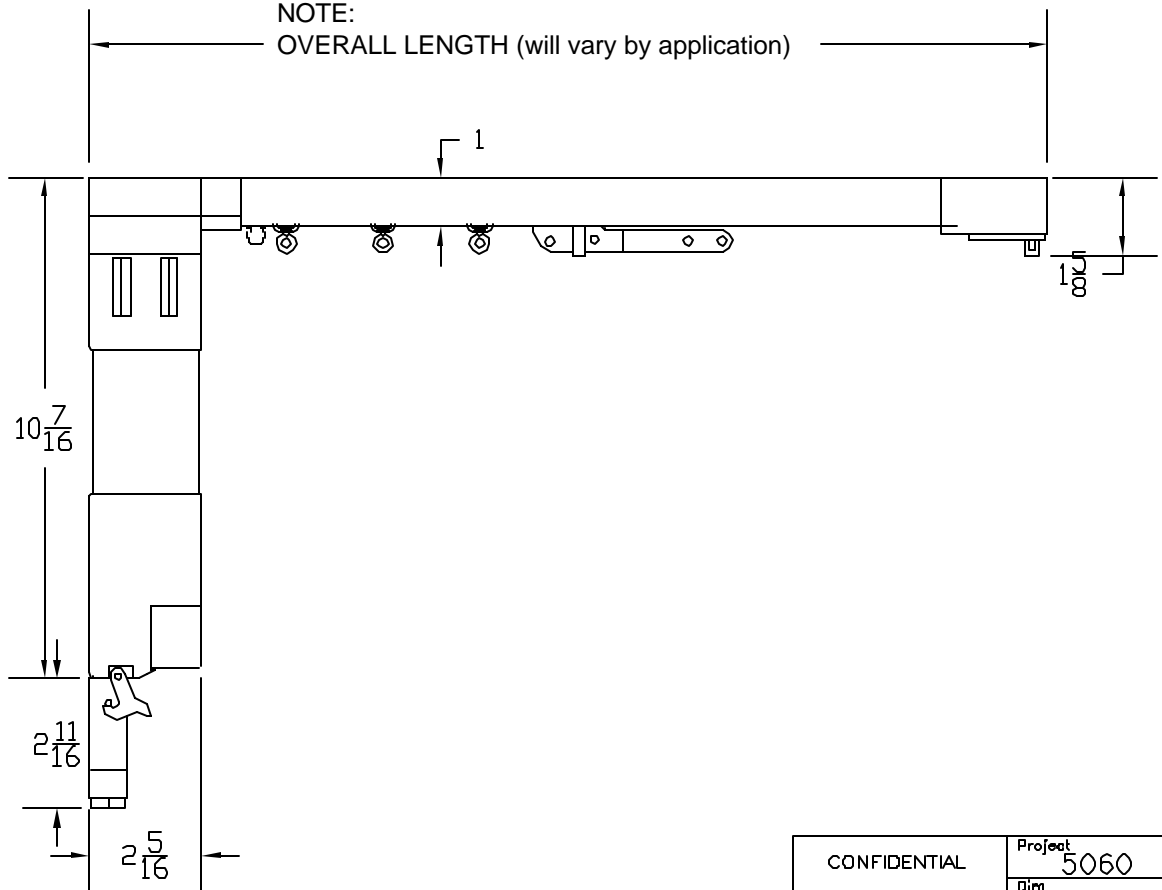 NOTE:
OVERALL LENGTH (will vary by application)
1
1 5/8
10 7/16
2 11/16
2 5/16
CONFIDENTIAL
Project
5060
Dim